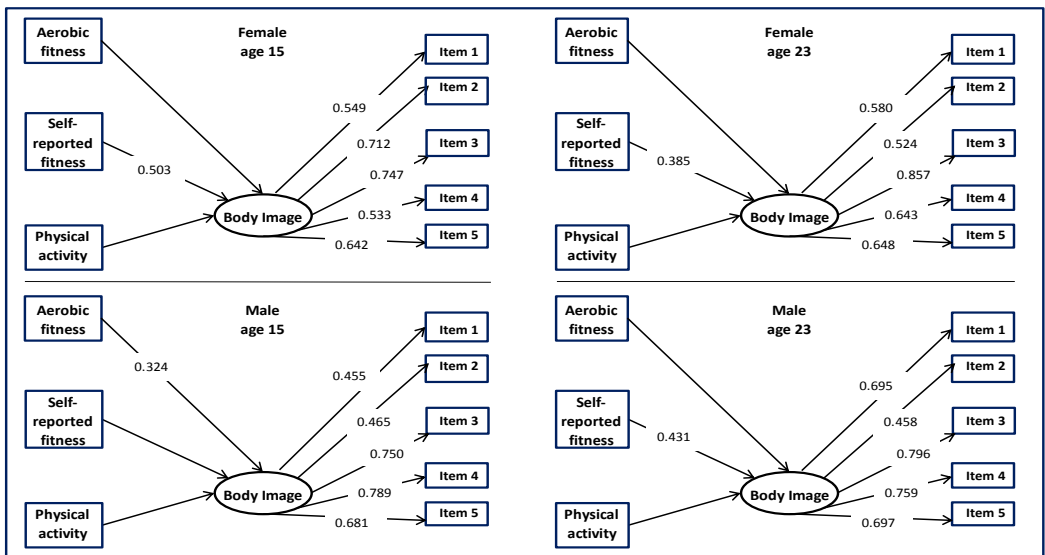 Aerobic
fitness
Female
age 15
Item 1
Item 2
0.549
0.712
Self-
reported
fitness
Item 3
0.503
0.747
Item 4
0.533
Body Image
Physical
activity
Item 5
0.642
Aerobic
fitness
Female
age 23
Item 1
Item 2
0.580
0.524
Self-
reported
fitness
Item 3
0.385
0.857
Item 4
0.643
Body Image
Physical
activity
Item 5
0.648
Aerobic
fitness
Male
age 15
Item 1
0.324
Item 2
0.455
Self-
reported
fitness
0.465
Item 3
0.750
Item 4
0.789
Body Image
Physical
activity
Item 5
0.681
Aerobic
fitness
Male
age 23
Item 1
Item 2
0.695
Self-
reported
fitness
0.458
Item 3
0.431
0.796
Item 4
0.759
Body Image
Physical
activity
Item 5
0.697